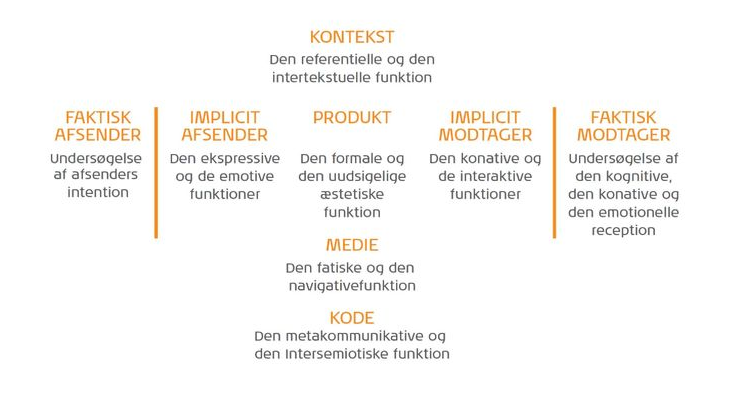 KONTEKST
Den referentielle og den
intertekstuelle funktion
FAKTISK
AFSENDER
Undersøgelse
af afsenders
intention
IMPLICIT
AFSENDER
Den ekspressive
og de emotive
funktioner
PRODUKT
Den formale og
den uudsigelige
æstetiske
funktion
IMPLICIT
MODTAGER
Den konative og
de interaktive
funktioner
FAKTISK
MODTAGER
Undersøgelse af
den kognitive,
den konative og
den emotionelle
reception
MEDIE
Den fatiske og den
navigativefunktion
KODE
Den metakommunikative og
den Intersemiotiske funktion